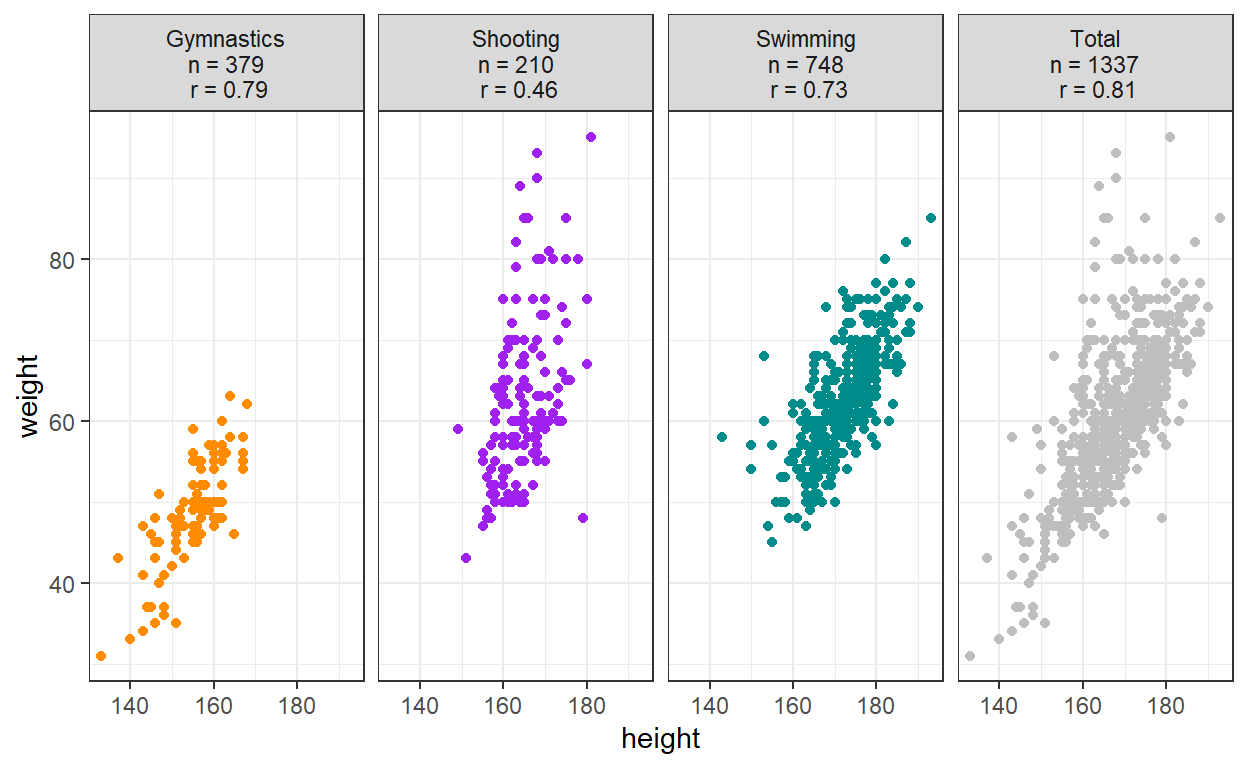 Gymnastics
n = 379
r = 0.79
Shooting
n = 210
r = 0.46
Swimming
n = 748
r = 0.73
Total
n = 1337
r = 0.81
weight
80
60
40
140 160 180
140 160 180
140 160 180
140 160 180
height